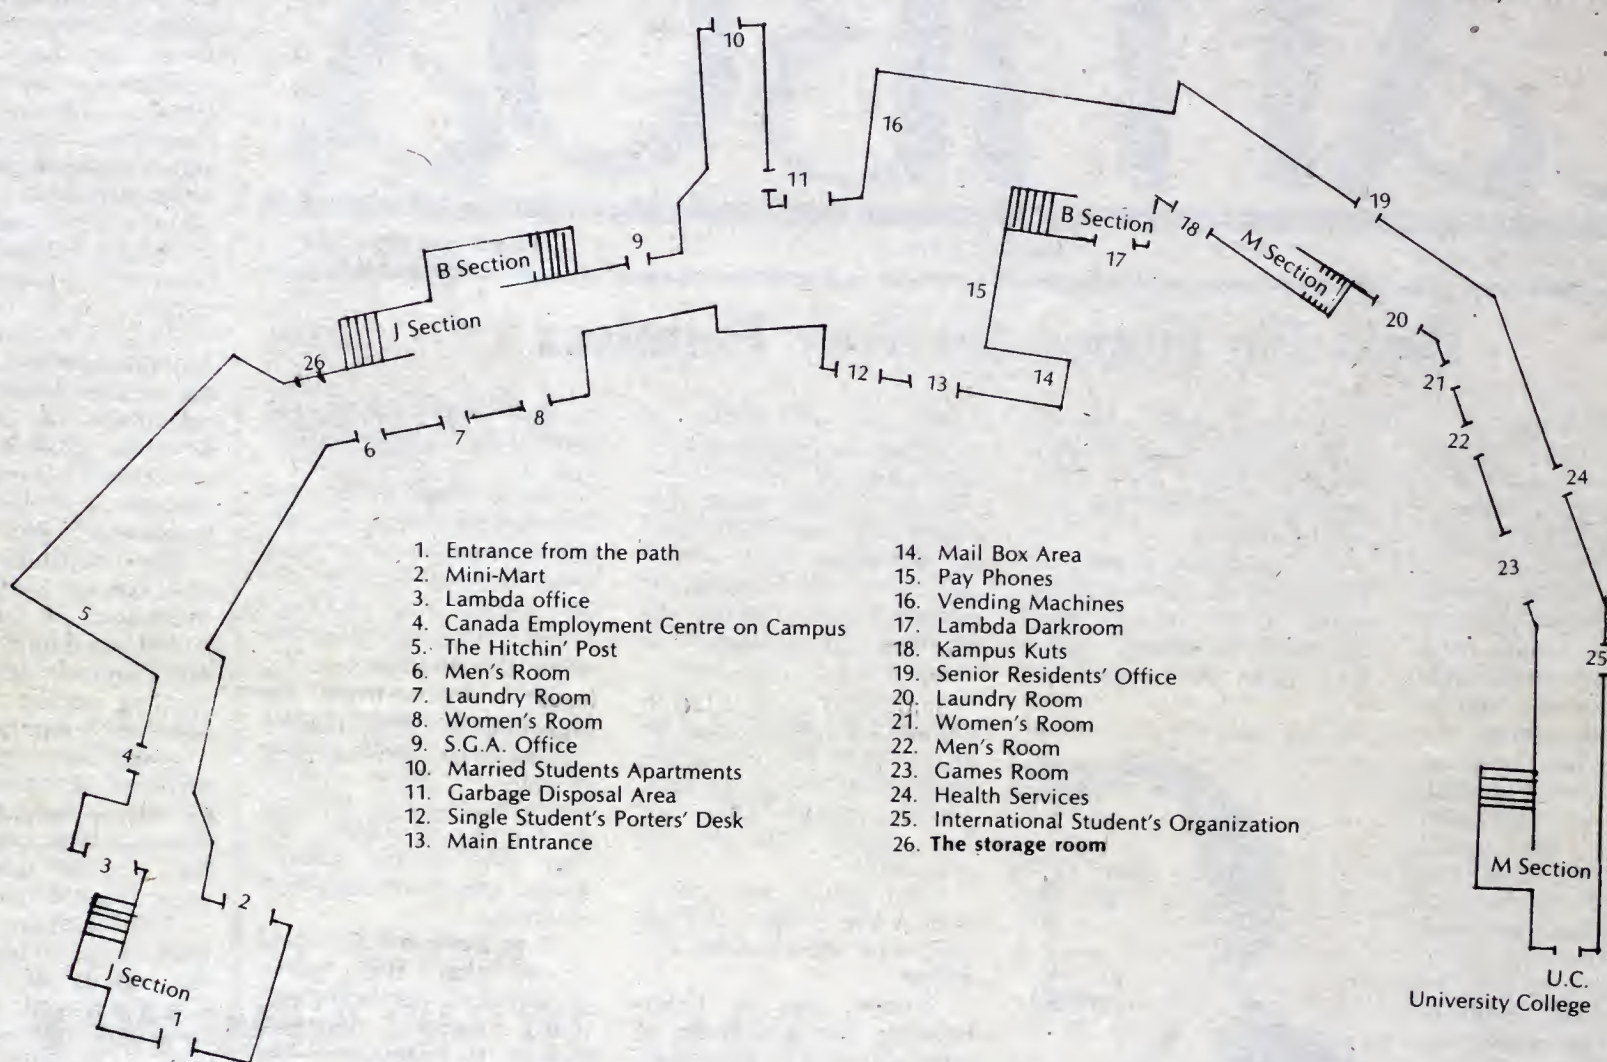 10
16
11
19
B Section
18
9
B Section
17
M Section
15
J Section
20
26
12
13
14
21
8
7
6
22
24
1. Entrance from the path
2. Mini-Mart
3. Lambda office
4. Canada Employment Centre on Campus
5. The Hitchin' Post
6. Men's Room
7. Laundry Room
8. Women's Room
9. S.G.A. Office
10. Married Students Apartments
11. Garbage Disposal Area
12. Single Student's Porters' Desk
13. Main Entrance
14. Mail Box Area
15. Pay Phones
16. Vending Machines
17. Lambda Darkroom
18. Kampus Kuts
19. Senior Residents' Office
20. Laundry Room
21. Women's Room
22. Men's Room
23. Games Room
24. Health Services
25. International Student's Organization
26. The storage room
23
5
25
4
3
M Section
2
J Section
1
U.C.
University College